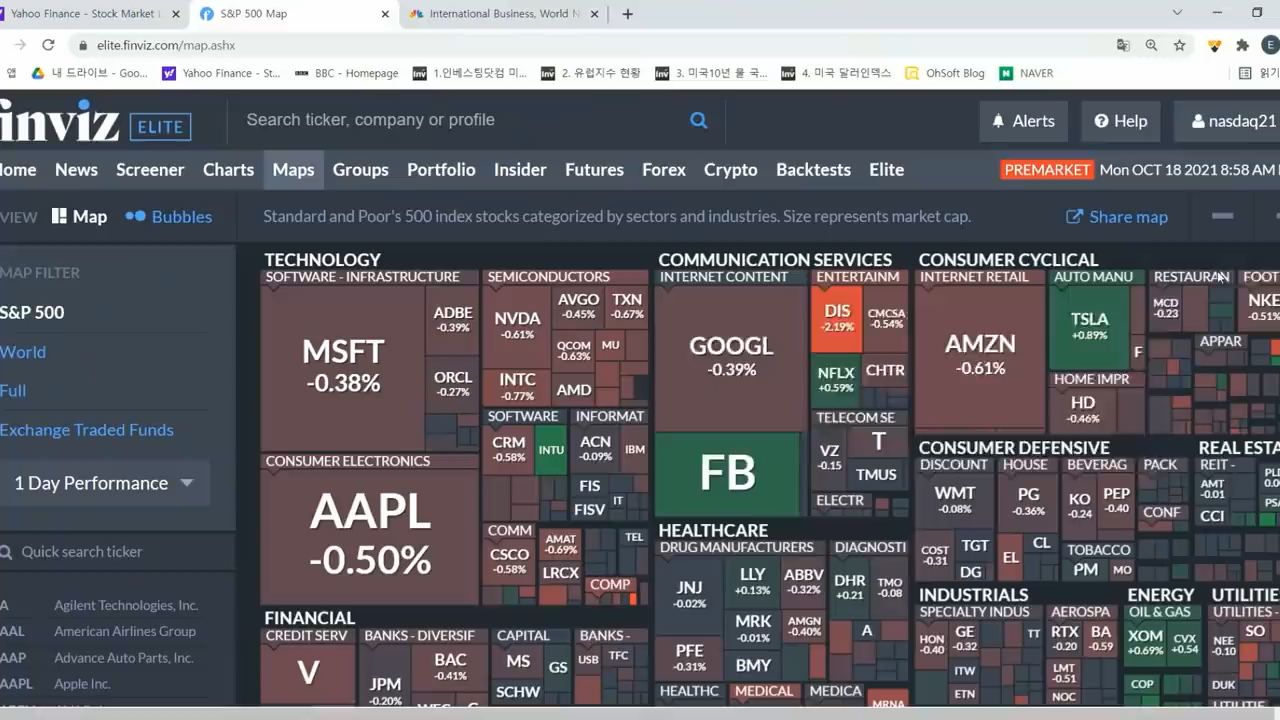 Yahoo Finance - Stock Market L
S&P 500 Map
International Business, World N
elite.finviz.com/map.ashx
E
앱
내 드라이브 - Goo...
Yahoo Finance - St...
BBC - Homepage
1.인베스팅닷컴 미...
2. 유럽지수 현황
3. 미국10년 물 국...
4. 미국 달러인덱스
OhSoft Blog
NAVER
읽기
finviz ELITE
Search ticker, company or profile
Alerts
Help
nasdaq21
Home
News
Screener
Charts
Maps
Groups
Portfolio
Insider
Futures
Forex
Crypto
Backtests
Elite
PREMARKET Mon OCT 18 2021 8:58 AM
VIEW
Map
Bubbles
Standard and Poor's 500 index stocks categorized by sectors and industries. Size represents market cap.
Share map
MAP FILTER
S&P 500
World
Full
Exchange Traded Funds
1 Day Performance
Quick search ticker
A Agilent Technologies, Inc.
AAL American Airlines Group
AAP Advance Auto Parts, Inc.
AAPL Apple Inc.
TECHNOLOGY
SOFTWARE - INFRASTRUCTURE
MSFT
-0.38%
ADBE
-0.39%
ORCL
-0.27%
SEMICONDUCTORS
NVDA
-0.61%
AVGO
-0.45%
TXN
-0.67%
QCOM
-0.63%
MU
INTC
-0.77%
AMD
CONSUMER ELECTRONICS
AAPL
-0.50%
SOFTWARE
CRM
-0.58%
INTU
INFORMAT
ACN
-0.09%
IBM
FIS
IT
FISV
COMM
CSCO
-0.58%
AMAT
-0.69%
LRCX
TEL
COMP
FINANCIAL
CREDIT SERV
V
BANKS - DIVERSIF
JPM
-0.20%
BAC
-0.41%
WFC
C
CAPITAL
MS
GS
SCHW
BANKS -
USB
TFC
COMMUNICATION SERVICES
INTERNET CONTENT
GOOGL
-0.39%
FB
ENTERTAINM
DIS
-2.19%
CMCSA
-0.54%
NFLX
+0.59%
CHTR
TELECOM SE
VZ
-0.15
T
TMUS
ELECTR
HEALTHCARE
DRUG MANUFACTURERS
JNJ
-0.02%
LLY
+0.13%
ABBV
-0.32%
MRK
-0.01%
AMGN
-0.40%
PFE
-0.31%
BMY
DIAGNOSTI
DHR
+0.21
TMO
-0.08
A
HEALTHC
MEDICAL
MEDICA
MRNA
CONSUMER CYCLICAL
INTERNET RETAIL
AMZN
-0.61%
AUTO MANU
TSLA
+0.89%
F
HOME IMPR
HD
-0.46%
RESTAURAN
MCD
-0.23
FOOT
NKE
-0.51%
APPAR
CONSUMER DEFENSIVE
DISCOUNT
WMT
-0.08%
COST
-0.31
TGT
DG
HOUSE
PG
-0.36%
EL
CL
BEVERAG
KO
-0.24
PEP
-0.40
PACK
CONF
TOBACCO
PM
MO
REAL ESTA
REIT -
AMT
-0.01
PLD
0.0
CCI
PSA
INDUSTRIALS
SPECIALTY INDUS
HON
-0.40
GE
-0.32
TT
ITW
ETN
AEROSPA
RTX
-0.20
BA
-0.59
LMT
-0.51
NOC
ENERGY
OIL & GAS
XOM
+0.69%
CVX
+0.54
COP
UTILITIE
UTILITIES -
NEE
-0.10
SO
DUK
UTILITIE